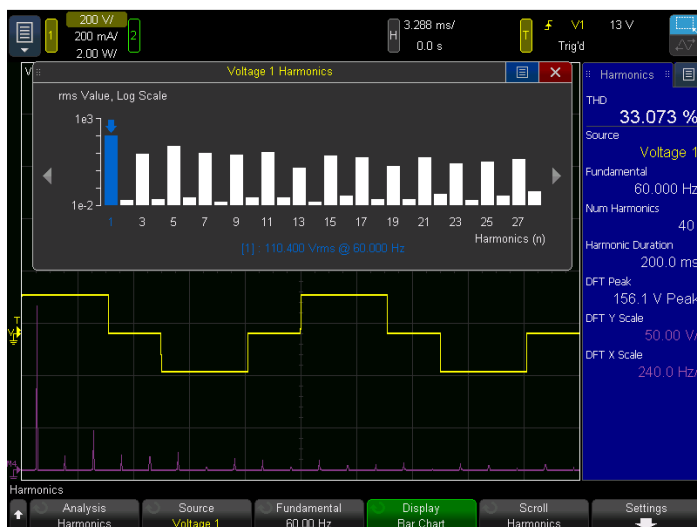 200 V/
1
200 mA/
2
2.00 W/
H
3.288 ms/
0.0 s
T
V1
13 V
Trig'd
V
Voltage 1 Harmonics
Harmonics
rms Value, Log Scale
1e3
1e-2
1 3 5 7 9 11 13 15 17 19 21 23 25 27
Harmonics (n)
[1] : 110.400 Vrms @ 60.000 Hz
THD
33.073 %
Source
Voltage 1
Fundamental
60.000 Hz
Num Harmonics
40
Harmonic Duration
200.0 ms
DFT Peak
156.1 V Peak
DFT Y Scale
50.00 V/
DFT X Scale
240.0 Hz/
T
Harmonics
Analysis
Harmonics
Source
Voltage 1
Fundamental
60.00 Hz
Display
Bar Chart
Scroll
Harmonics
Settings